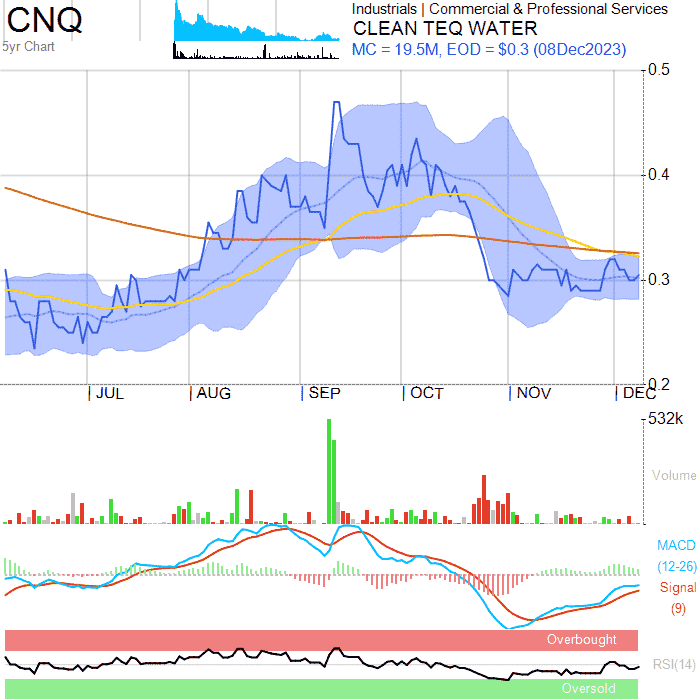 CNQ
5yr Chart
Industrials | Commercial & Professional Services
CLEAN TEQ WATER
MC = 19.5M, EOD = $0.3 (08Dec2023)
0.5
0.4
0.3
0.2
JUL AUG SEP OCT NOV DEC
532k
Volume
MACD
(12-26)
Signal
(9)
Overbought
RSI(14)
Oversold